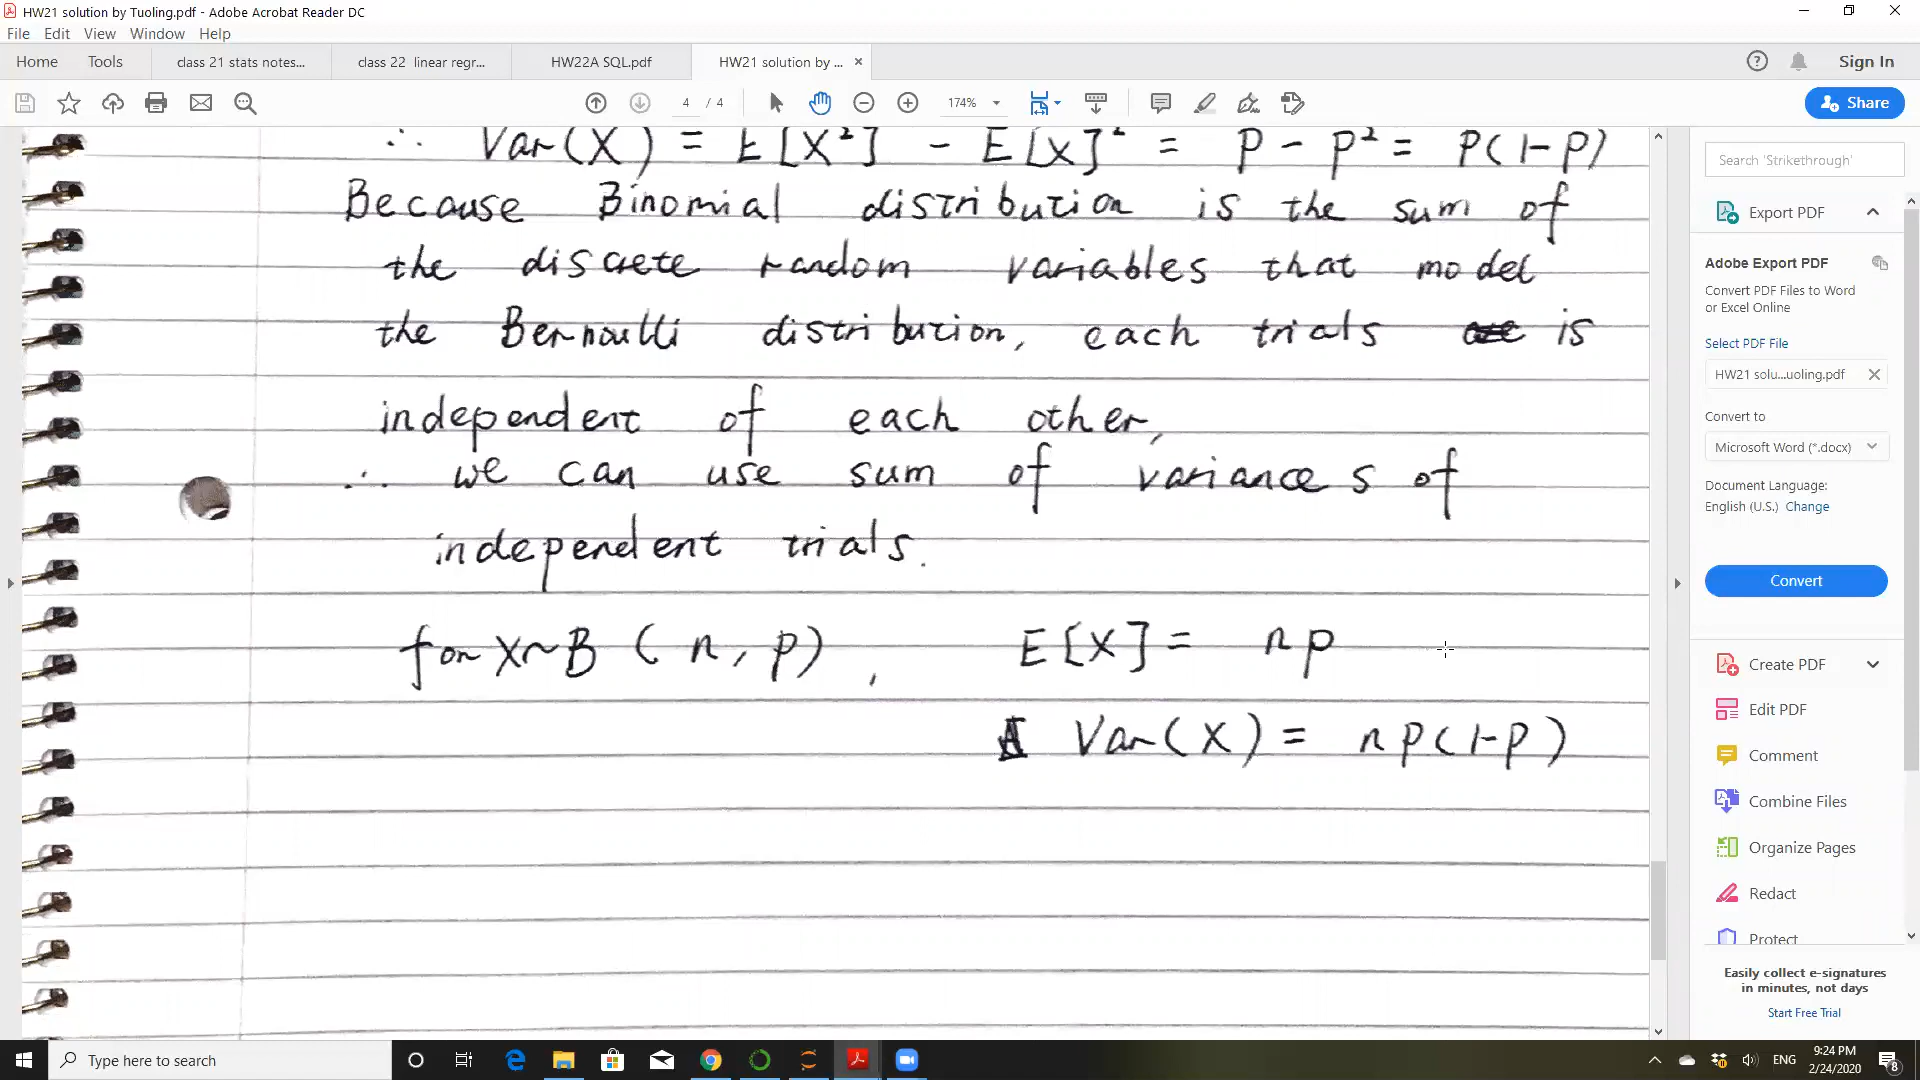 HW21 solution by Tuoling.pdf - Adobe Acrobat Reader DC
File Edit View Window Help
Home Tools class 21 stats notes... class 22 linear regr... HW22A SQL.pdf HW21 solution by ... Sign In
4 / 4 174% Share
∴ Var(X) = E[X²] - E[X]² = p - p² = p(1-p)
Because Binomial distribution is the sum of
the discrete random variables that model
the Bernoulli distribution, each trials is
independent of each other,
∴ we can use sum of variances of
independent trials.
for X~B (n, p), E[X] = np
Var(X) = np(1-p)
Search 'Strikethrough'
Export PDF
Adobe Export PDF
Convert PDF Files to Word
or Excel Online
Select PDF File
HW21 solu...uoling.pdf
Convert to
Microsoft Word (*.docx)
Document Language:
English (U.S.) Change
Convert
Create PDF
Edit PDF
Comment
Combine Files
Organize Pages
Redact
Protect
Easily collect e-signatures
in minutes, not days
Start Free Trial
Type here to search
ENG
9:24 PM
2/24/2020
8